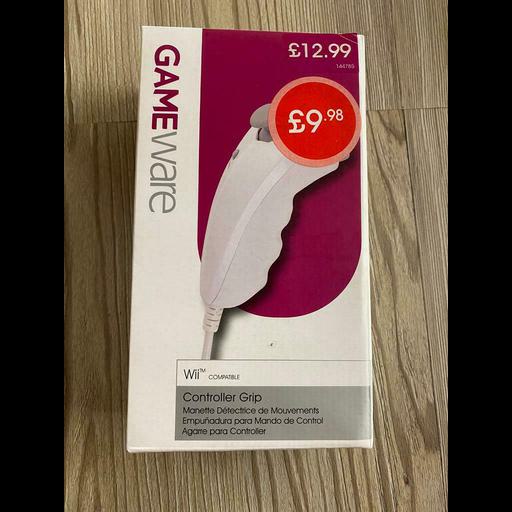 GAMEware
£12.99
144785
£9.98
Wii™ COMPATIBLE
Controller Grip
Manette Détectrice de Mouvements
Empuñadura para Mando de Control
Agarre para Controller